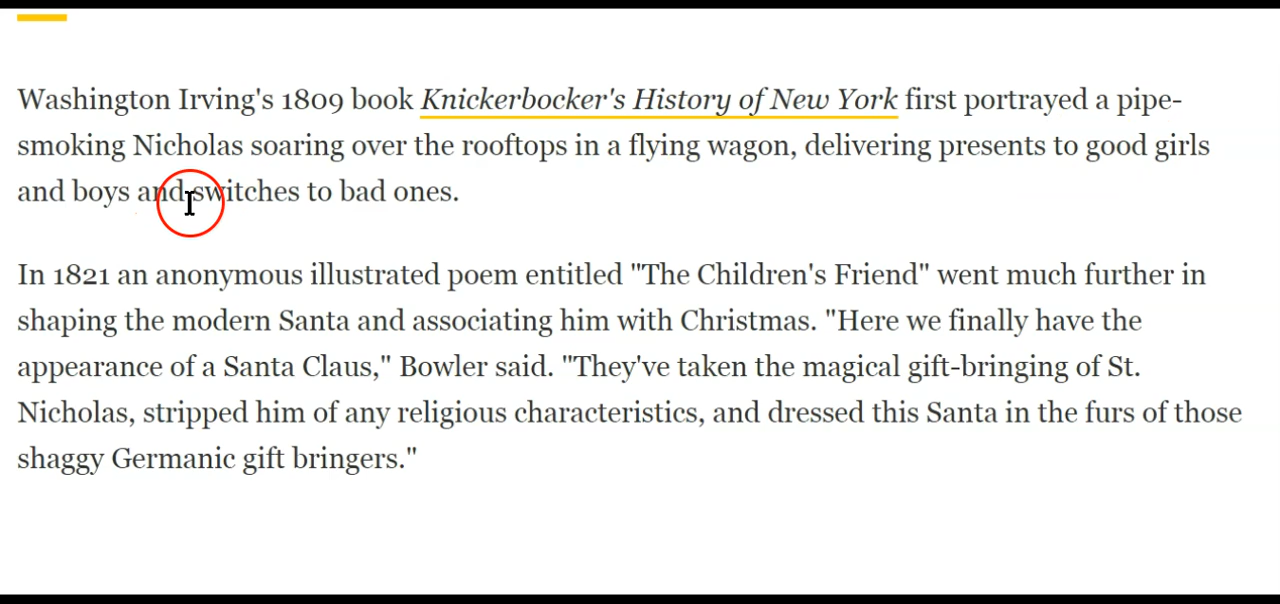 Washington Irving's 1809 book Knickerbocker's History of New York first portrayed a pipe-
smoking Nicholas soaring over the rooftops in a flying wagon, delivering presents to good girls
and boys and switches to bad ones.
In 1821 an anonymous illustrated poem entitled "The Children's Friend" went much further in
shaping the modern Santa and associating him with Christmas. "Here we finally have the
appearance of a Santa Claus," Bowler said. "They've taken the magical gift-bringing of St.
Nicholas, stripped him of any religious characteristics, and dressed this Santa in the furs of those
shaggy Germanic gift bringers."